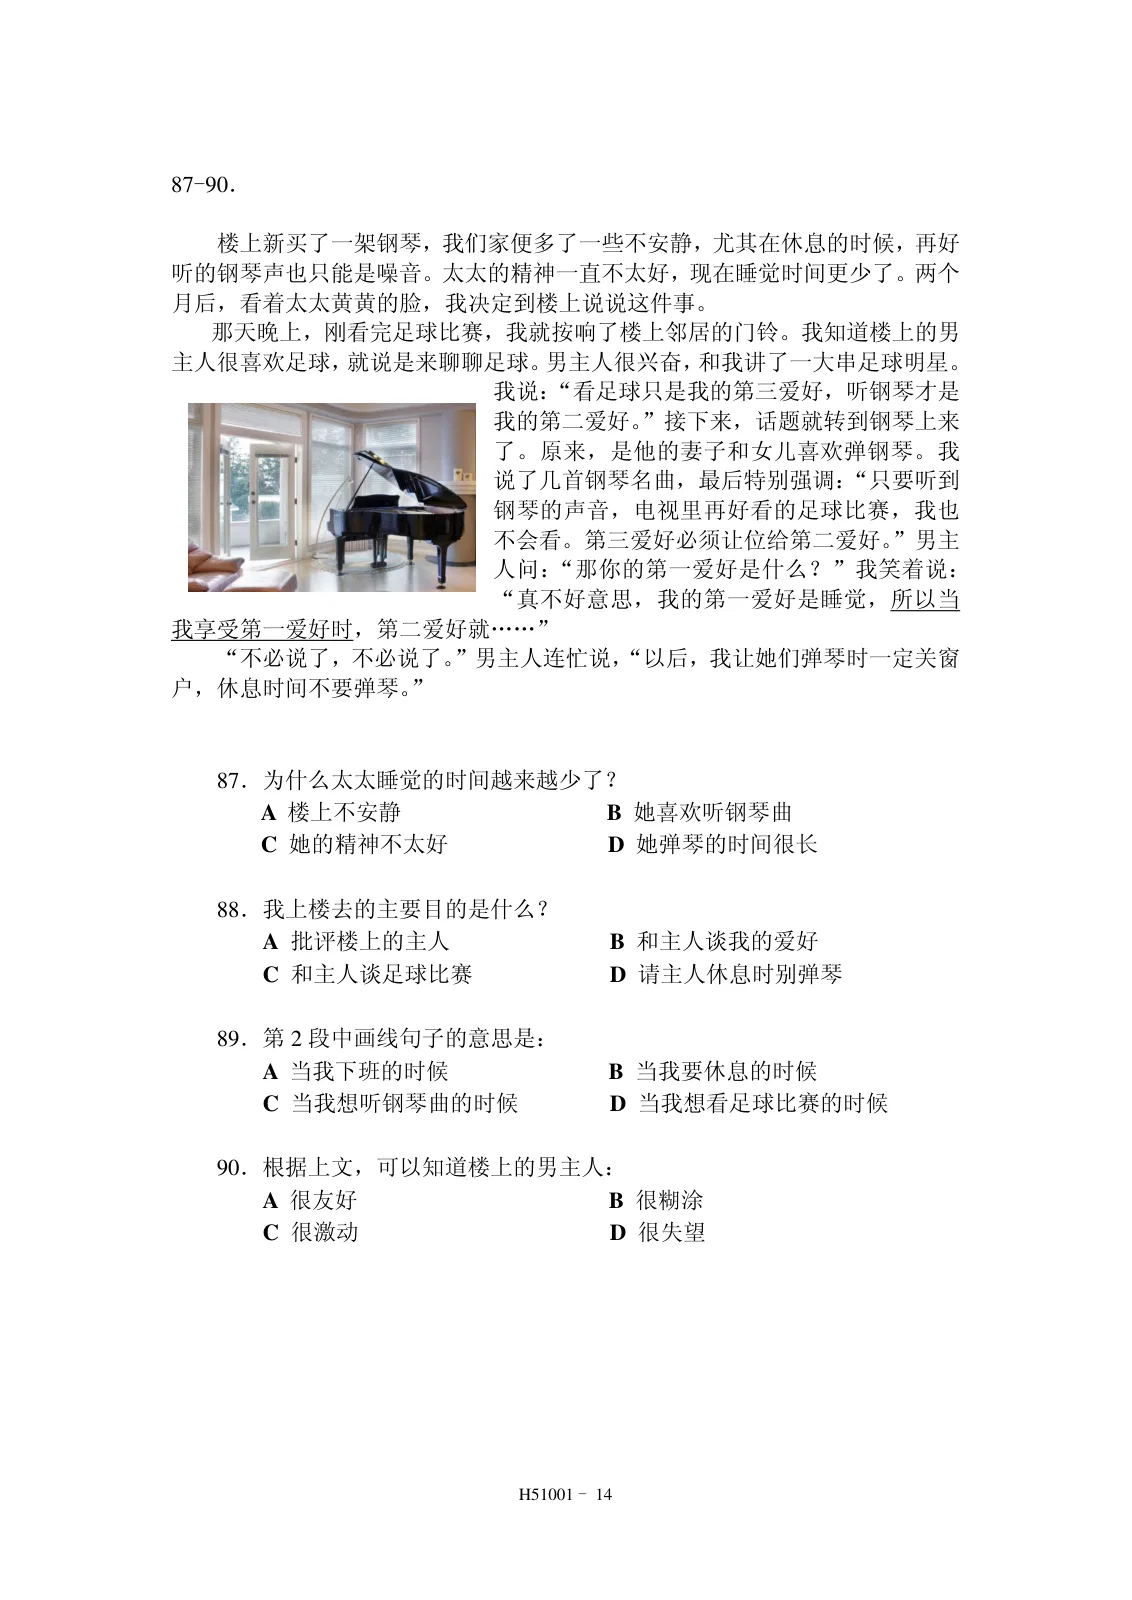 87-90．
楼上新买了一架钢琴，我们家便多了一些不安静，尤其在休息的时候，再好
听的钢琴声也只能是噪音。太太的精神一直不太好，现在睡觉时间更少了。两个
月后，看着太太黄黄的脸，我决定到楼上说说这件事。
那天晚上，刚看完足球比赛，我就按响了楼上邻居的门铃。我知道楼上的男
主人很喜欢足球，就说是来聊聊足球。男主人很兴奋，和我讲了一大串足球明星。
我说：“看足球只是我的第三爱好，听钢琴才是
我的第二爱好。”接下来，话题就转到钢琴上来
了。原来，是他的妻子和女儿喜欢弹钢琴。我
说了几首钢琴名曲，最后特别强调：“只要听到
钢琴的声音，电视里再好看的足球比赛，我也
不会看。第三爱好必须让位给第二爱好。”男主
人问：“那你的第一爱好是什么？”我笑着说：
“真不好意思，我的第一爱好是睡觉，所以当
我享受第一爱好时，第二爱好就……”
“不必说了，不必说了。”男主人连忙说，“以后，我让她们弹琴时一定关窗
户，休息时间不要弹琴。”
87．为什么太太睡觉的时间越来越少了？
A 楼上不安静 B 她喜欢听钢琴曲
C 她的精神不太好 D 她弹琴的时间很长
88．我上楼去的主要目的是什么？
A 批评楼上的主人 B 和主人谈我的爱好
C 和主人谈足球比赛 D 请主人休息时别弹琴
89．第 2 段中画线句子的意思是：
A 当我下班的时候 B 当我要休息的时候
C 当我想听钢琴曲的时候 D 当我想看足球比赛的时候
90．根据上文，可以知道楼上的男主人：
A 很友好 B 很糊涂
C 很激动 D 很失望
H51001－ 14